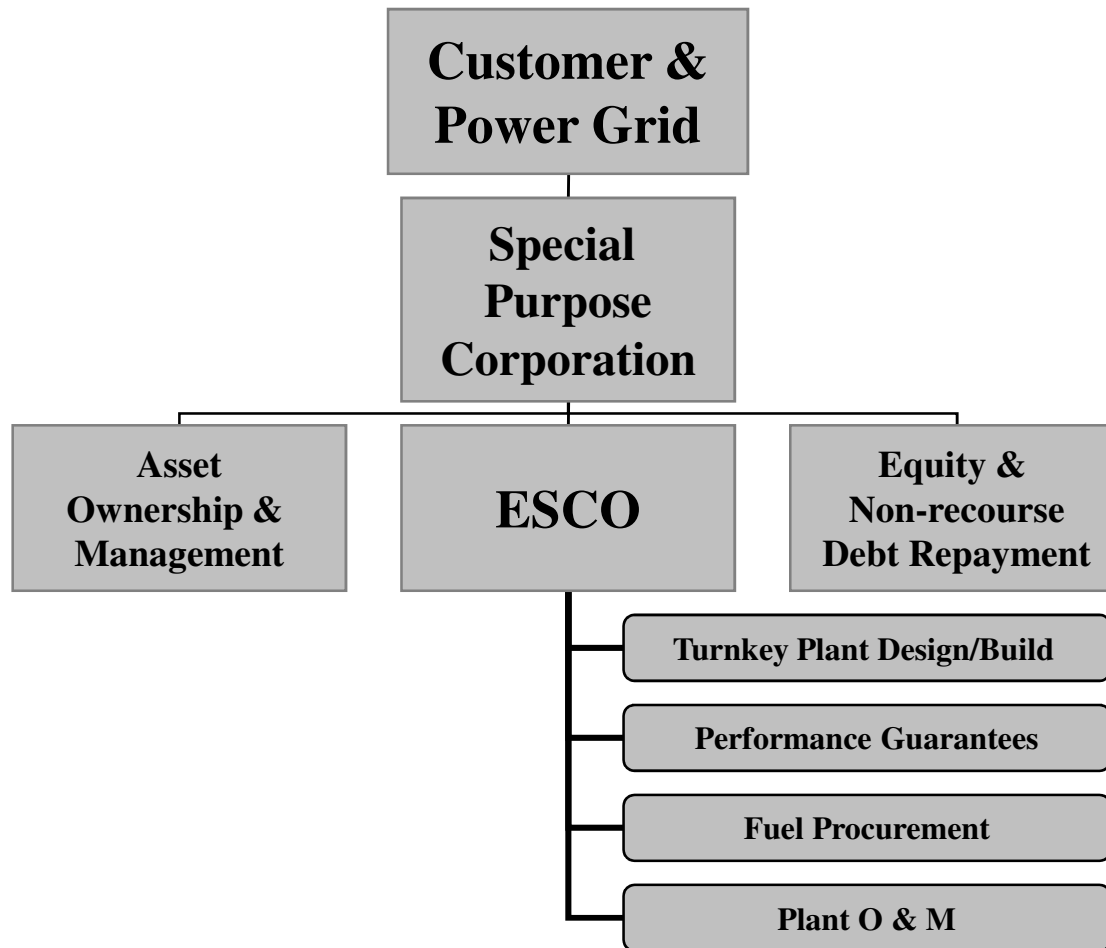 Customer &
Power Grid
Special
Purpose
Corporation
Asset
Ownership &
Management
ESCO
Equity &
Non-recourse
Debt Repayment
Turnkey Plant Design/Build
Performance Guarantees
Fuel Procurement
Plant O & M